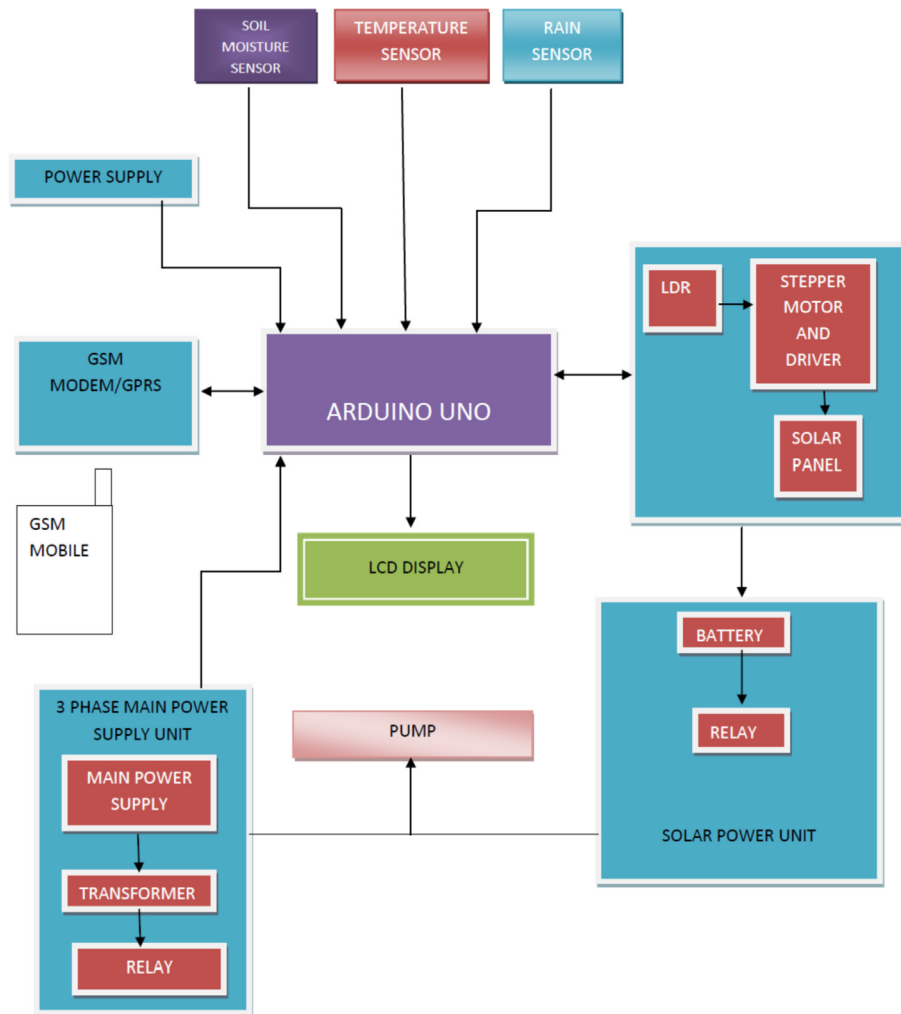 SOIL
MOISTURE
SENSOR
TEMPERATURE
SENSOR
RAIN
SENSOR
POWER SUPPLY
LDR
STEPPER
MOTOR
AND
DRIVER
GSM
MODEM/GPRS
ARDUINO UNO
SOLAR
PANEL
GSM
MOBILE
LCD DISPLAY
BATTERY
RELAY
SOLAR POWER UNIT
3 PHASE MAIN POWER
SUPPLY UNIT
MAIN POWER
SUPPLY
TRANSFORMER
RELAY
PUMP